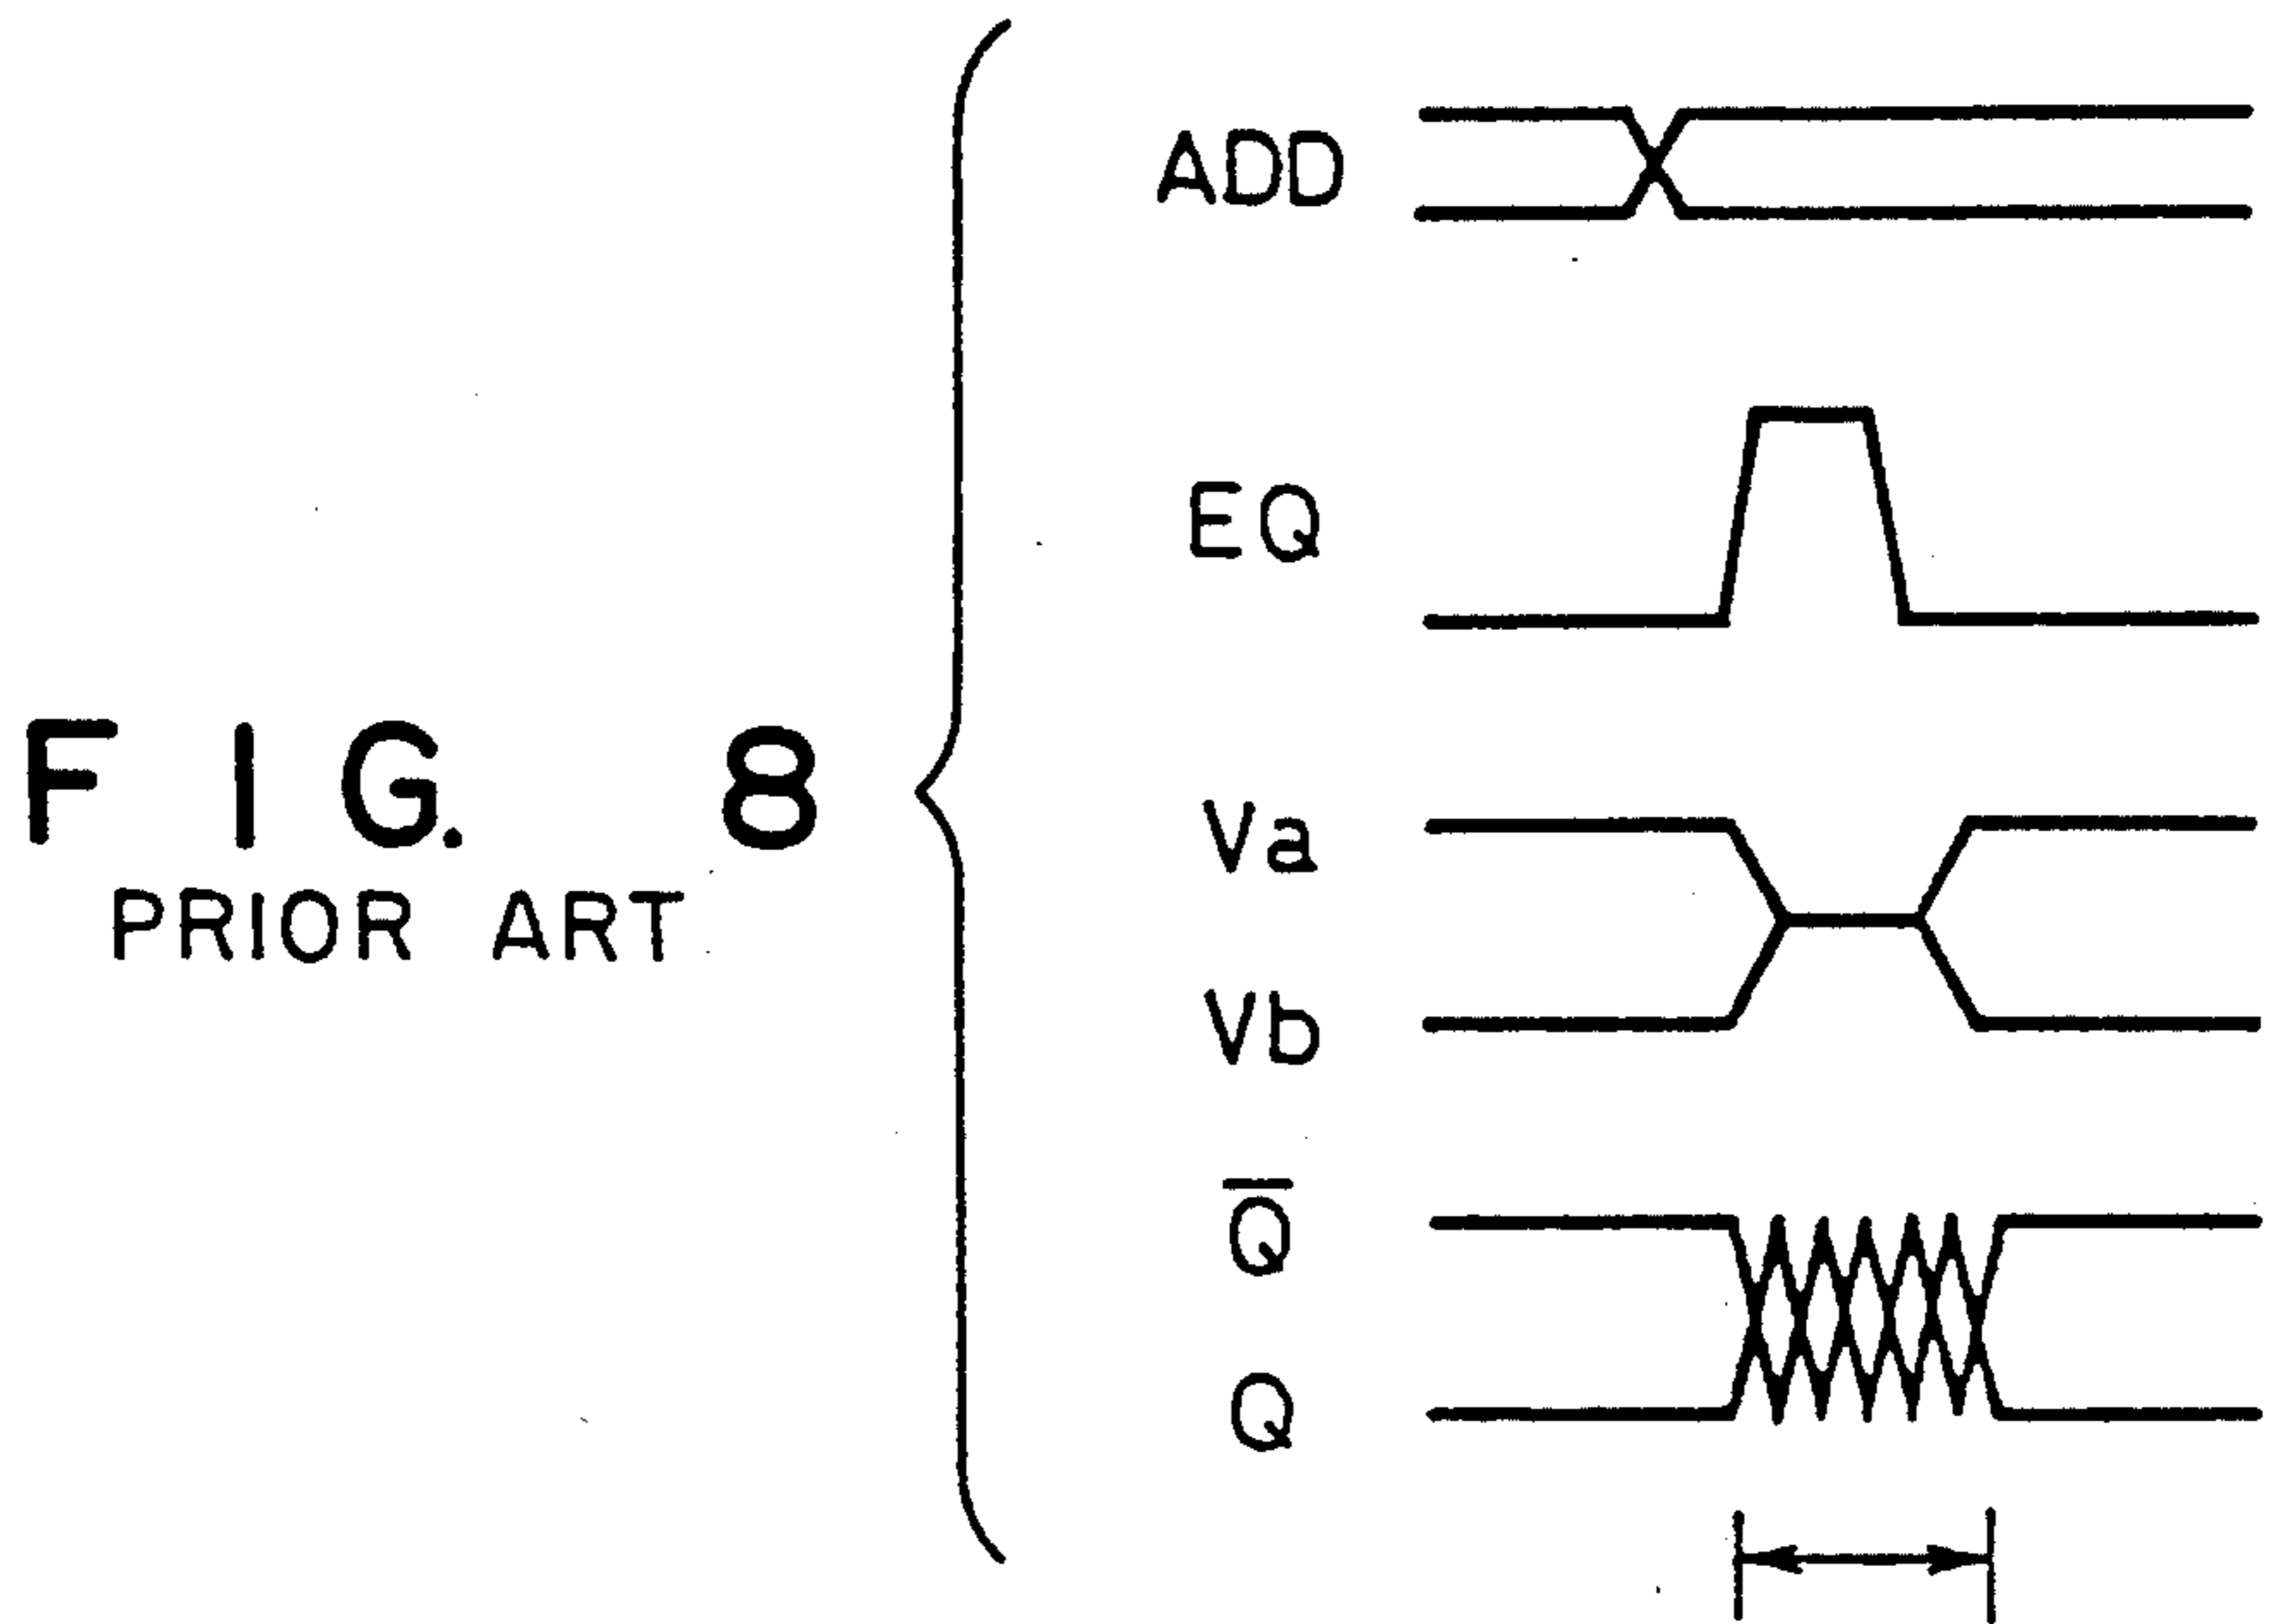 FIG. 8
PRIOR ART
ADD
EQ
Va
Vb
Q̅
Q